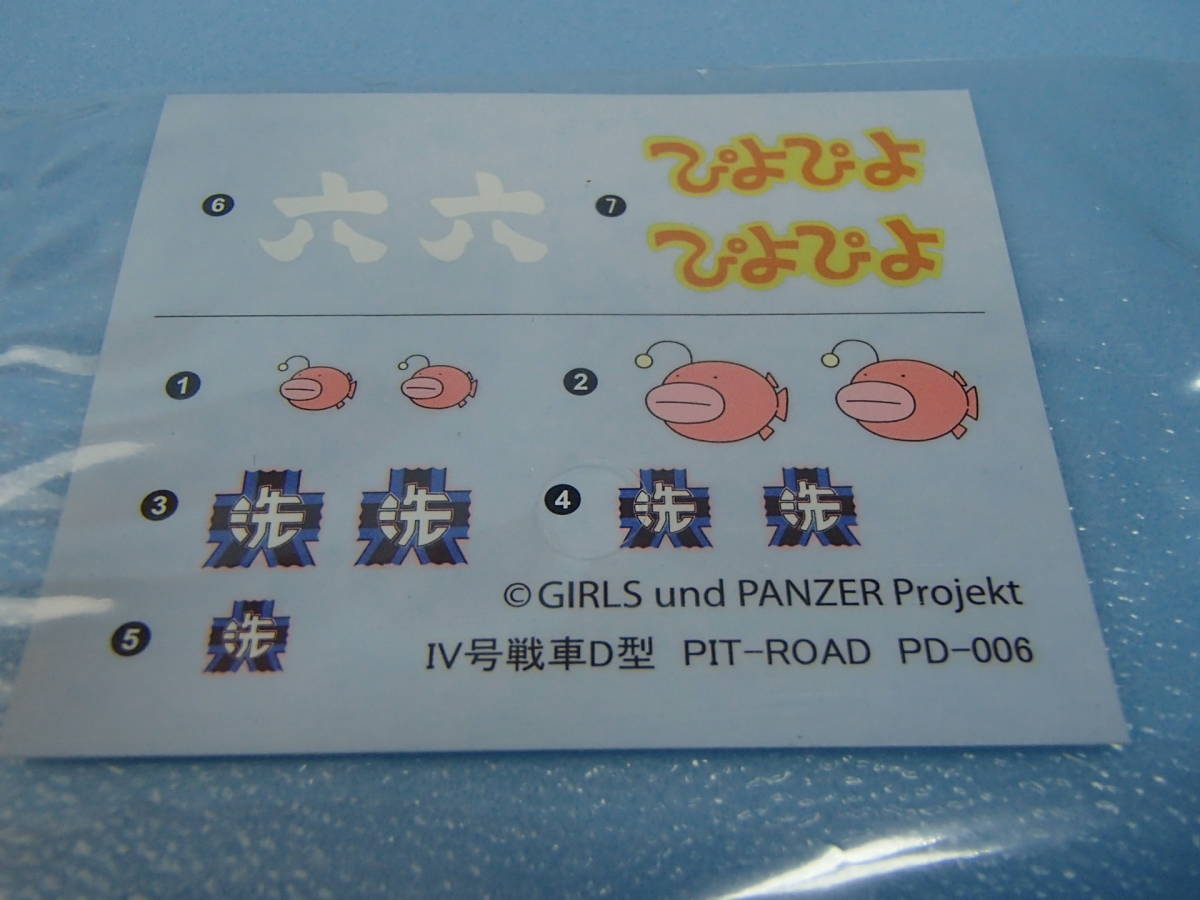 6 六 六 7 ぴよぴよ
ぴよぴよ
1 2
3 洗 洗 4 洗 洗
©GIRLS und PANZER Projekt
5 洗
IV号戦車D型 PIT-ROAD PD-006